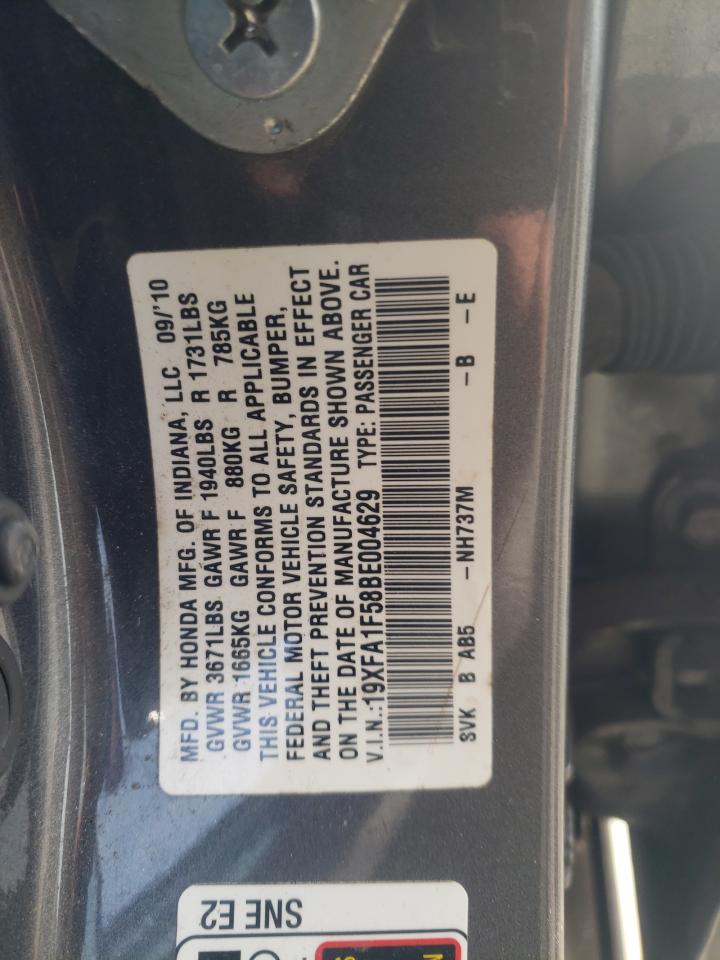 MFD. BY HONDA MFG. OF INDIANA, LLC 09/'10
GVWR 3671LBS GAWR F 1940LBS R 1731LBS
GVWR 1665KG GAWR F 880KG R 785KG
THIS VEHICLE CONFORMS TO ALL APPLICABLE
FEDERAL MOTOR VEHICLE SAFETY, BUMPER,
AND THEFT PREVENTION STANDARDS IN EFFECT
ON THE DATE OF MANUFACTURE SHOWN ABOVE.
V.I.N.:19XFA1F58BE004629 TYPE: PASSENGER CAR
SVK B AB5 - NH737M - B - E
SNE E2